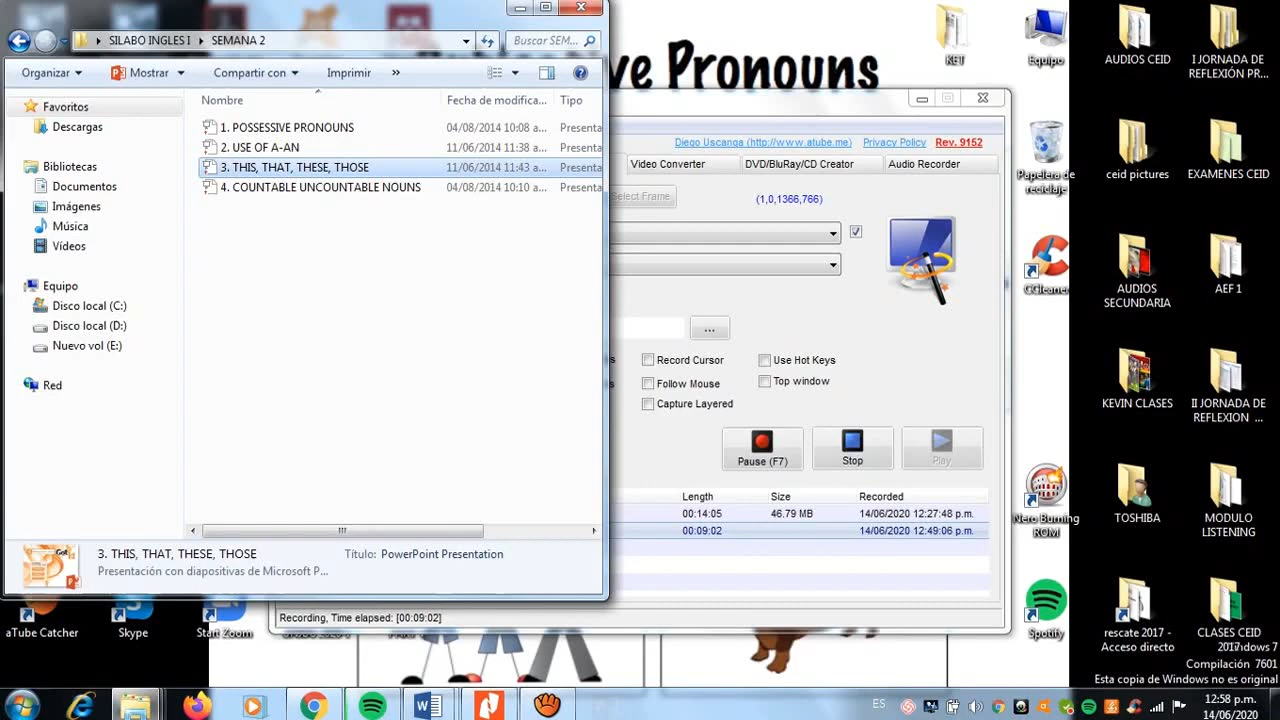 SILABO INGLES I
SEMANA 2
Buscar SEM...
Organizar
Mostrar
Compartir con
Imprimir
»
Nombre
Fecha de modifica...
Tipo
Favoritos
Descargas
Bibliotecas
Documentos
Imágenes
Música
Vídeos
Equipo
Disco local (C:)
Disco local (D:)
Nuevo vol (E:)
Red
1. POSSESSIVE PRONOUNS 04/08/2014 10:08 a... Presenta
2. USE OF A-AN 11/06/2014 11:38 a... Presenta
3. THIS, THAT, THESE, THOSE 11/06/2014 11:43 a... Presenta
4. COUNTABLE UNCOUNTABLE NOUNS 04/08/2014 10:10 a... Presenta
3. THIS, THAT, THESE, THOSE
Título: PowerPoint Presentation
Presentación con diapositivas de Microsoft P...
ve Pronouns
Diego Uscanga (http://www.atube.me)
Privacy Policy
Rev. 9152
Video Converter
DVD/BluRay/CD Creator
Audio Recorder
Select Frame
(1,0,1366,766)
...
Record Cursor
Use Hot Keys
Follow Mouse
Top window
Capture Layered
Pause (F7)
Stop
Play
Length Size Recorded
00:14:05 46.79 MB 14/06/2020 12:27:48 p.m.
00:09:02 14/06/2020 12:49:06 p.m.
Recording, Time elapsed: [00:09:02]
KET
Equipo
AUDIOS CEID
I JORNADA DE
REFLEXIÓN PR...
Papelera de
reciclaje
ceid pictures
EXAMENES CEID
CCleaner
AUDIOS
SECUNDARIA
AEF 1
KEVIN CLASES
II JORNADA DE
REFLEXION ...
Nero Burning
ROM
TOSHIBA
MODULO
LISTENING
Spotify
rescate 2017 -
Acceso directo
CLASES CEID
2017
ndows 7
Compilación 7601
Esta copia de Windows no es original
aTube Catcher
Skype
Start Zoom
ES
12:58 p.m.
14/06/2020